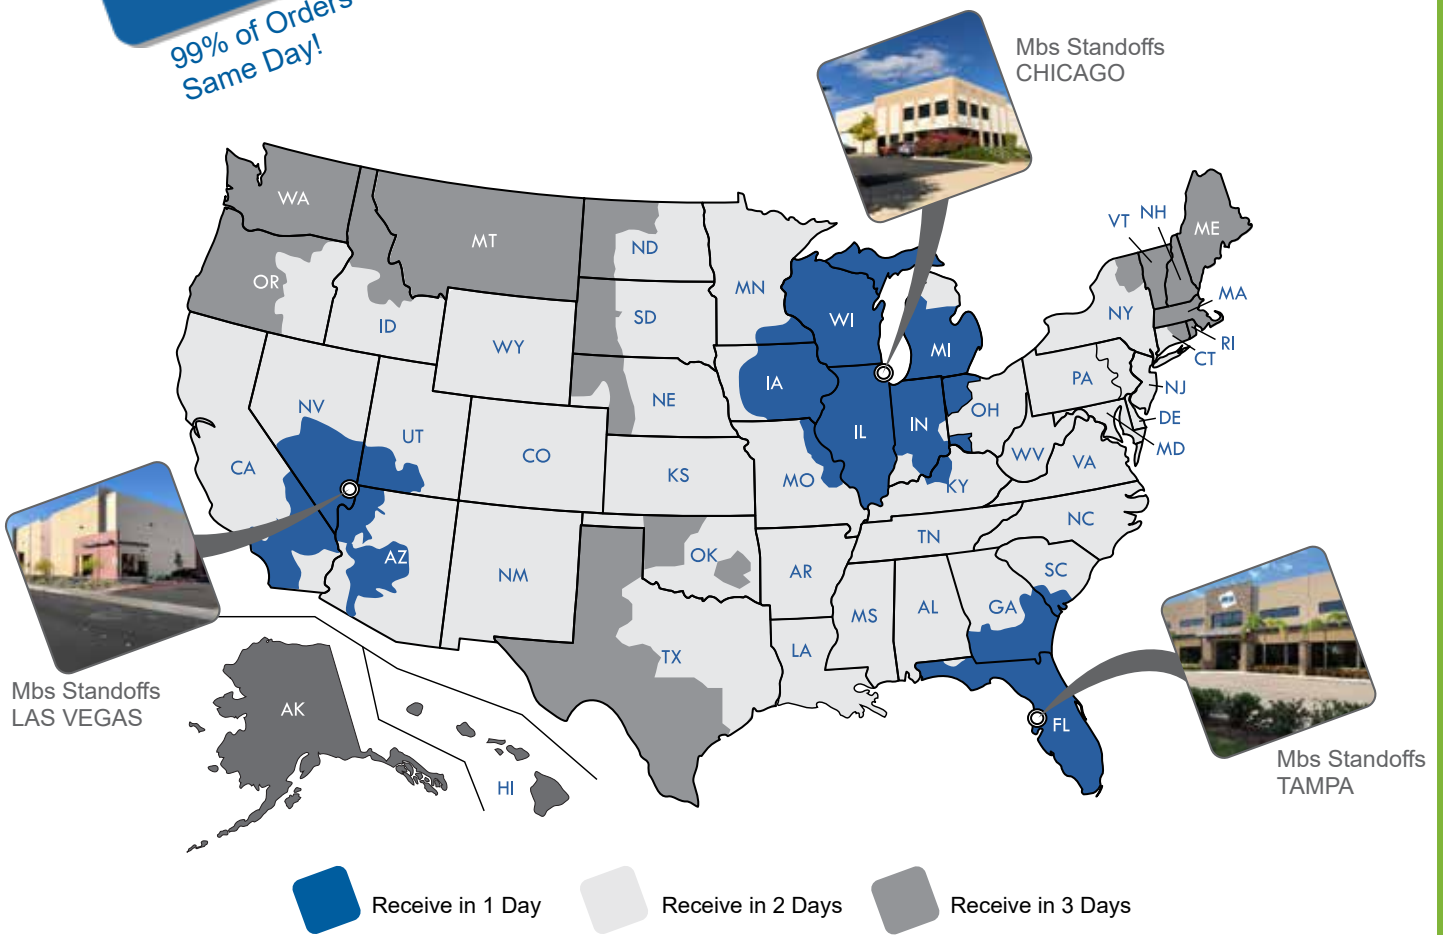 99% of Orders
Same Day!
Mbs Standoffs
CHICAGO
WA
MT
ND
MN
VT
NH
ME
OR
ID
SD
WI
MI
NY
MA
RI
CT
WY
IA
NE
PA
NJ
NV
UT
CO
KS
MO
IL
IN
OH
DE
MD
CA
WV
VA
KY
AZ
NM
OK
AR
TN
NC
SC
TX
LA
MS
AL
GA
FL
Mbs Standoffs
LAS VEGAS
AK
HI
Mbs Standoffs
TAMPA
Receive in 1 Day
Receive in 2 Days
Receive in 3 Days